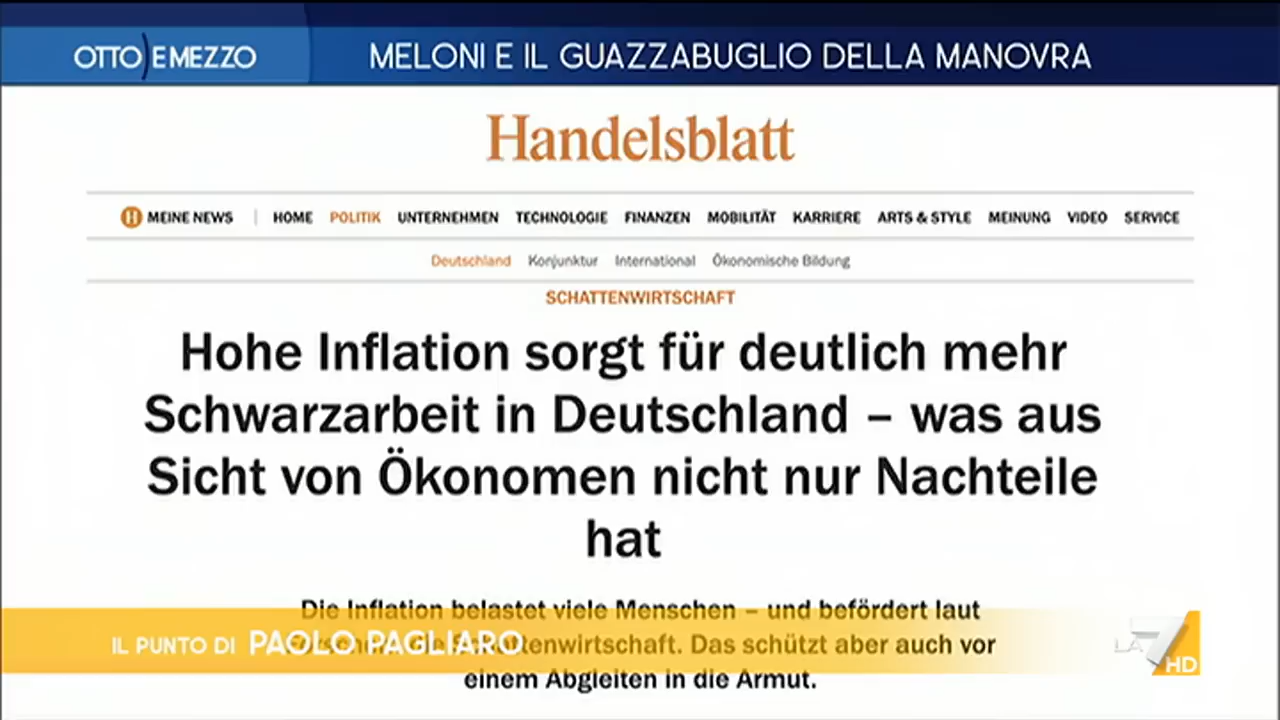 OTTO E MEZZO
MELONI E IL GUAZZABUGLIO DELLA MANOVRA
Handelsblatt
H MEINE NEWS | HOME POLITIK UNTERNEHMEN TECHNOLOGIE FINANZEN MOBILITÄT KARRIERE ARTS & STYLE MEINUNG VIDEO SERVICE
Deutschland Konjunktur International Ökonomische Bildung
SCHATTENWIRTSCHAFT
Hohe Inflation sorgt für deutlich mehr
Schwarzarbeit in Deutschland – was aus
Sicht von Ökonomen nicht nur Nachteile
hat
Die Inflation belastet viele Menschen – und befördert laut
IL PUNTO DI PAOLO PAGLIARO
Schattenwirtschaft. Das schützt aber auch vor
LA 7 HD
einem Abgleiten in die Armut.